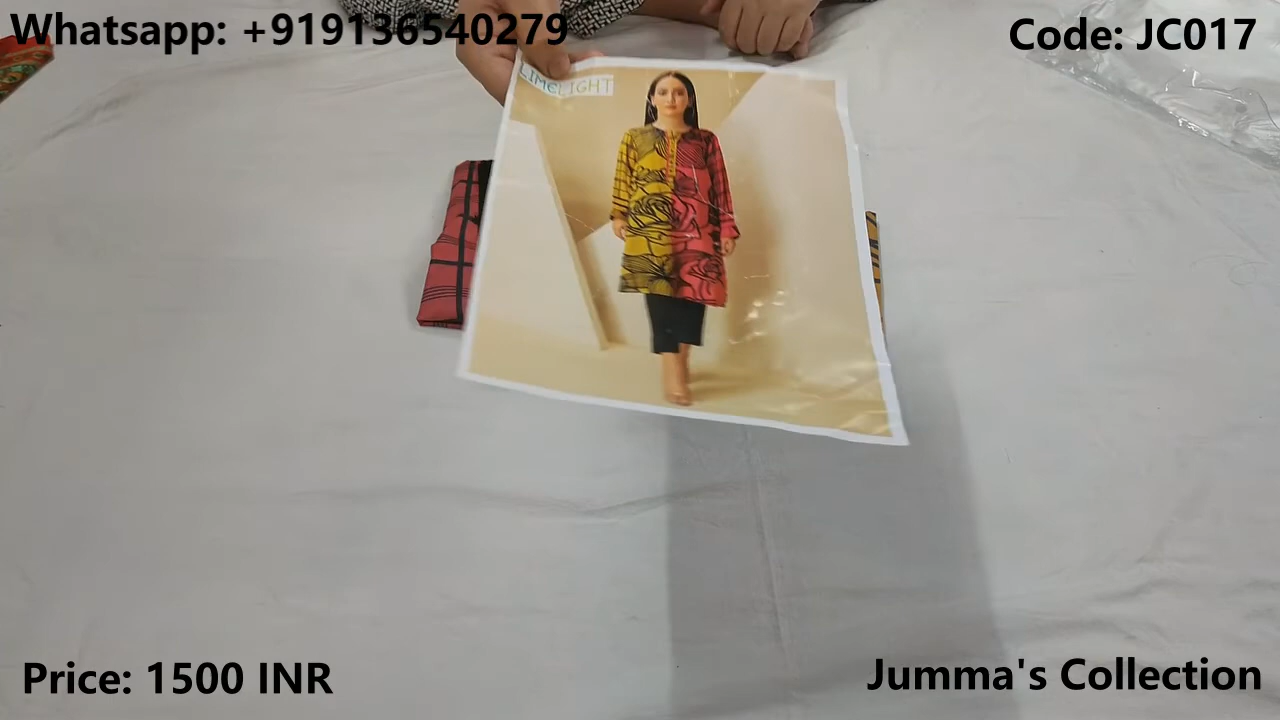 Whatsapp: +919136540279
Code: JC017
LIMELIGHT
Price: 1500 INR
Jumma's Collection